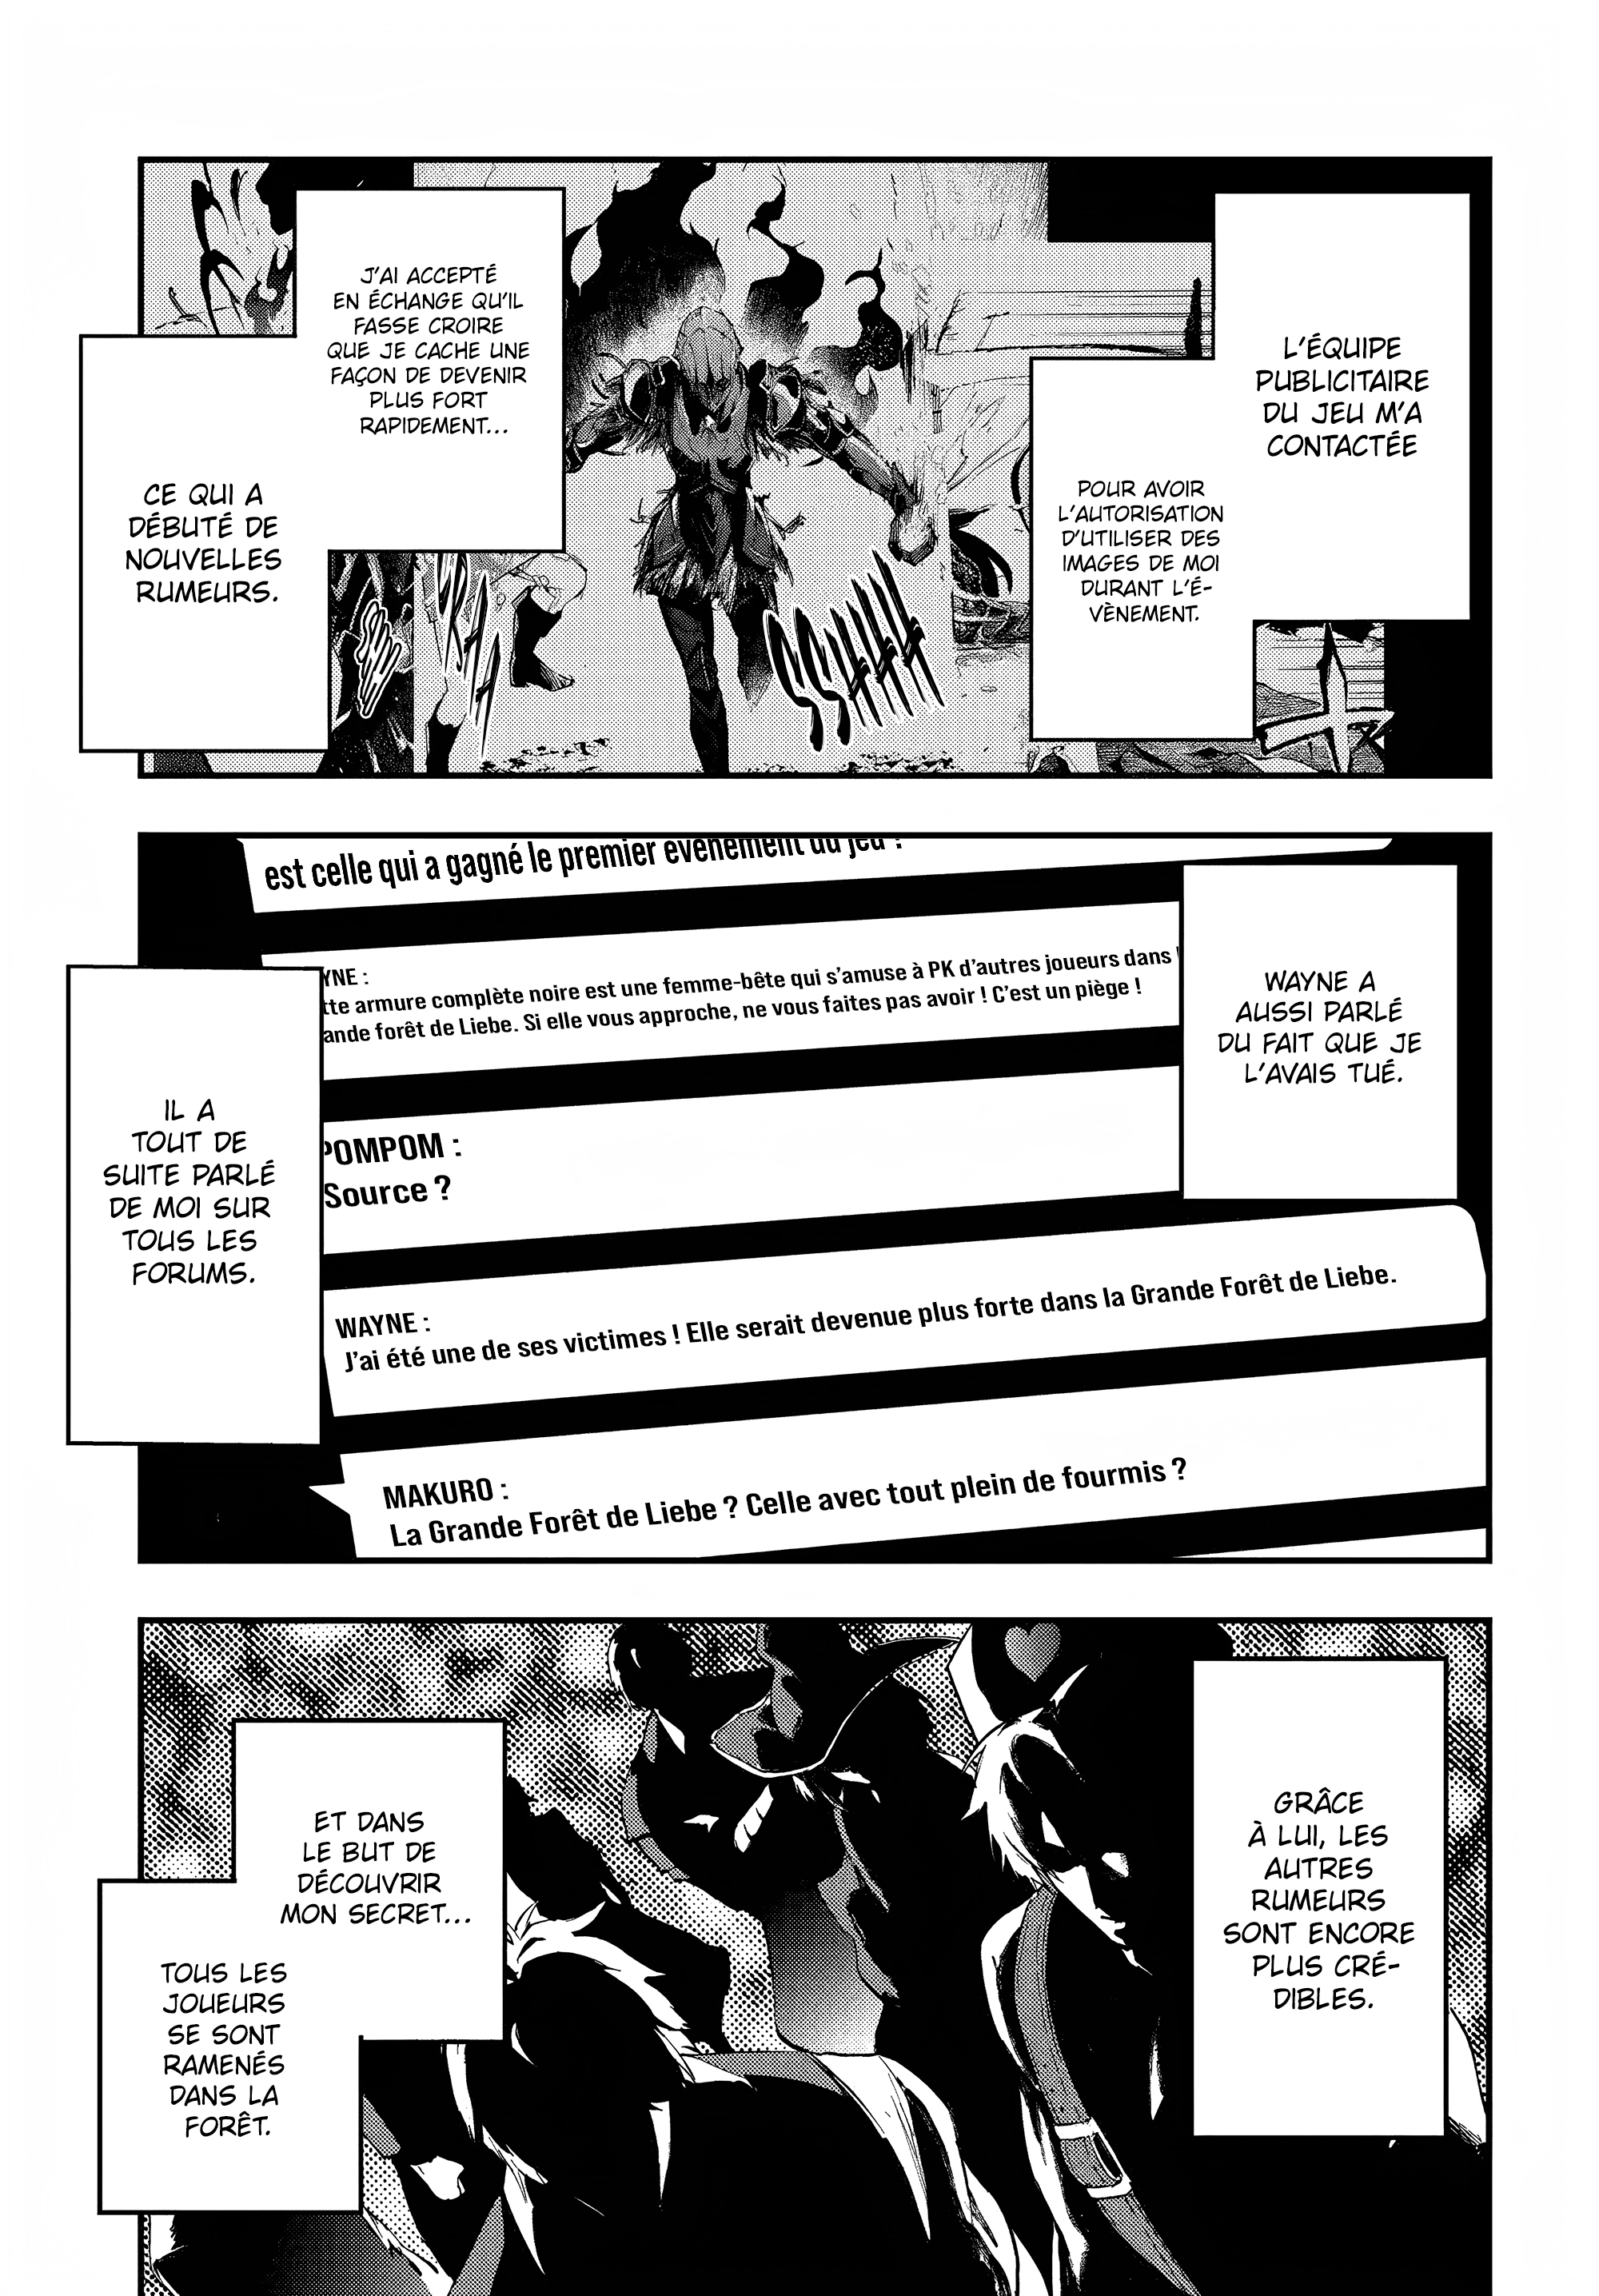 L'ÉQUIPE
PUBLICITAIRE
DU JEU M'A
CONTACTÉE
POUR AVOIR
L'AUTORISATION
D'UTILISER DES
IMAGES DE MOI
DURANT L'É-
VÈNEMENT.
J'AI ACCEPTÉ
EN ÉCHANGE QU'IL
FASSE CROIRE
QUE JE CACHE UNE
FAÇON DE DEVENIR
PLUS FORT
RAPIDEMENT...
CE QUI A
DÉBUTÉ DE
NOUVELLES
RUMEURS.
WAYNE A
AUSSI PARLÉ
DU FAIT QUE JE
L'AVAIS TUÉ.
est celle qui a gagné le premier évènement du jeu !
YNE :
tte armure complète noire est une femme-bête qui s'amuse à PK d'autres joueurs dans
ande forêt de Liebe. Si elle vous approche, ne vous faites pas avoir ! C'est un piège !
POMPOM :
Source ?
WAYNE :
J'ai été une de ses victimes ! Elle serait devenue plus forte dans la Grande Forêt de Liebe.
MAKURO :
La Grande Forêt de Liebe ? Celle avec tout plein de fourmis ?
IL A
TOUT DE
SUITE PARLÉ
DE MOI SUR
TOUS LES
FORUMS.
GRÂCE
À LUI, LES
AUTRES
RUMEURS
SONT ENCORE
PLUS CRÉ-
DIBLES.
ET DANS
LE BUT DE
DÉCOUVRIR
MON SECRET...
TOUS LES
JOUEURS
SE SONT
RAMENÉS
DANS LA
FORÊT.